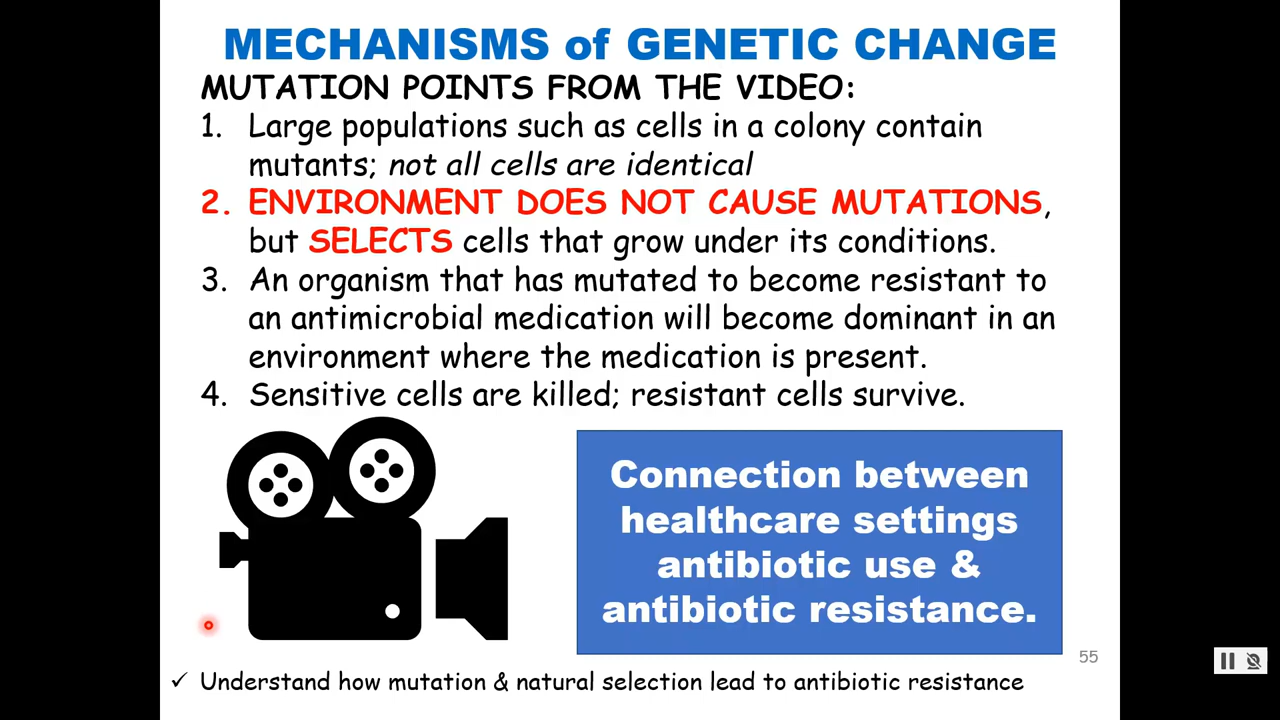 MECHANISMS of GENETIC CHANGE
MUTATION POINTS FROM THE VIDEO:
1. Large populations such as cells in a colony contain
mutants; not all cells are identical
2. ENVIRONMENT DOES NOT CAUSE MUTATIONS,
but SELECTS cells that grow under its conditions.
3. An organism that has mutated to become resistant to
an antimicrobial medication will become dominant in an
environment where the medication is present.
4. Sensitive cells are killed; resistant cells survive.
Connection between
healthcare settings
antibiotic use &
antibiotic resistance.
55
✓ Understand how mutation & natural selection lead to antibiotic resistance